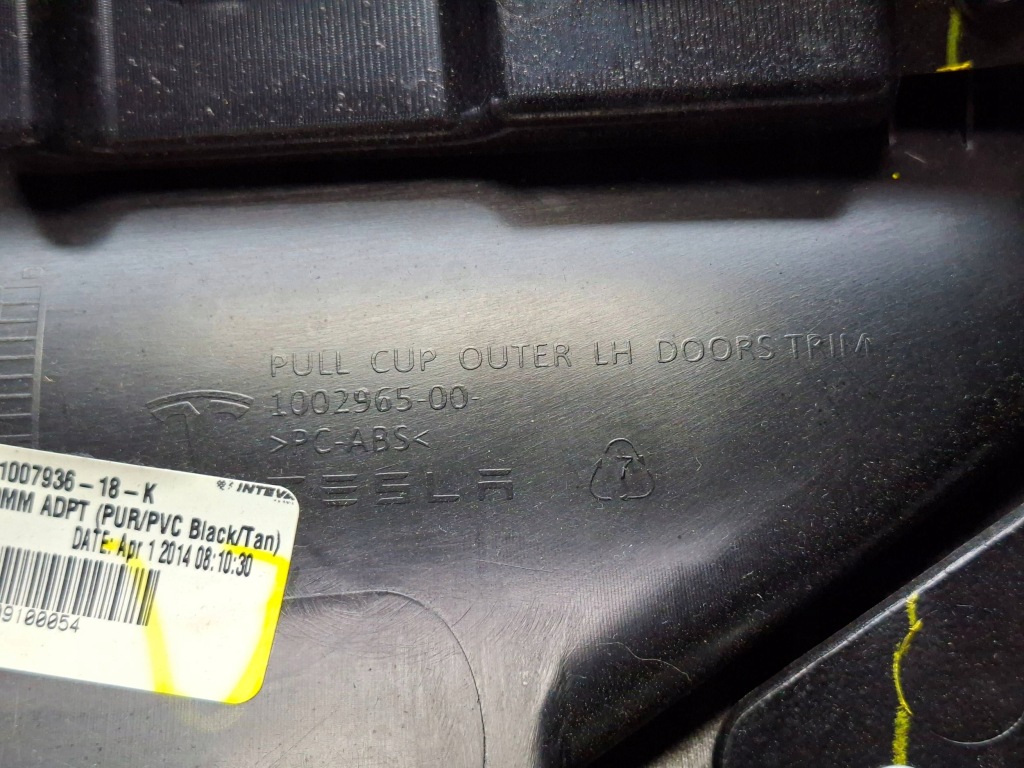 PULL CUP OUTER LH DOORS TRIM
1002965-00-
>PC-ABS<
TESLA
7
1007936-18-K
INTEVA
MM ADPT (PUR/PVC Black/Tan)
DATE: Apr 1 2014 08:10:30
9100054